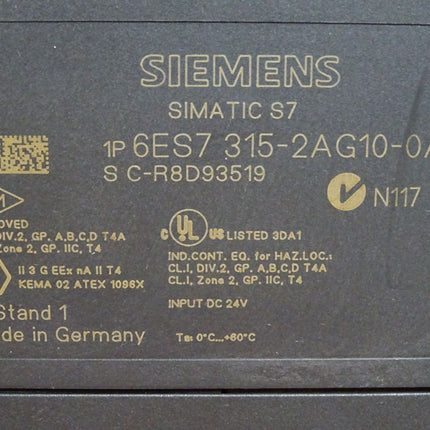 SIEMENS
SIMATIC S7
1P 6ES7 315-2AG10-0A
S C-R8D93519
N117
M
OVED
DIV.2, GP. A,B,C,D T4A
Zone 2, GP. IIC, T4
C UL US LISTED 3DA1
IND.CONT. EQ. for HAZ.LOC.:
CL.I, DIV.2, GP. A,B,C,D T4A
CL.I, Zone 2, GP. IIC, T4
II 3 G EEx nA II T4
KEMA 02 ATEX 1096X
INPUT DC 24V
Stand 1
de in Germany
Ta: 0°C...+60°C